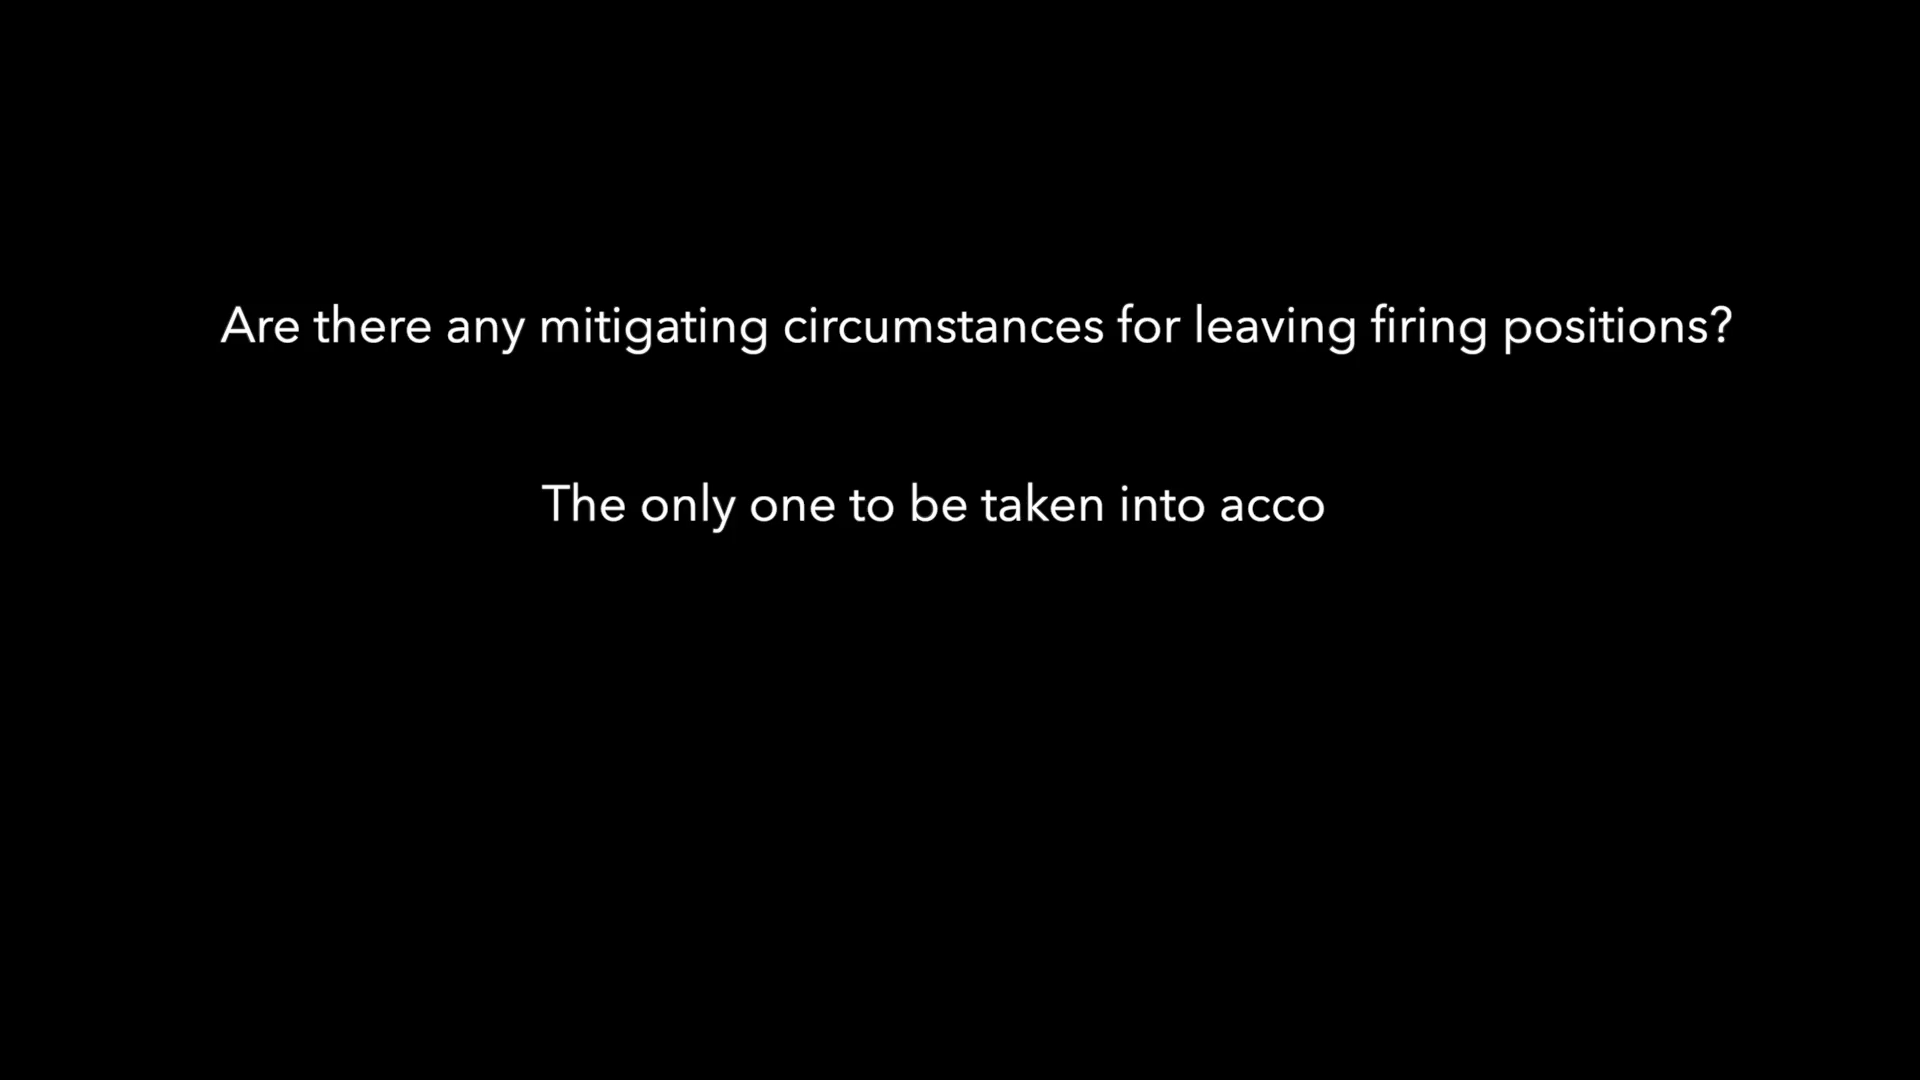 Are there any mitigating circumstances for leaving firing positions?
The only one to be taken into acco